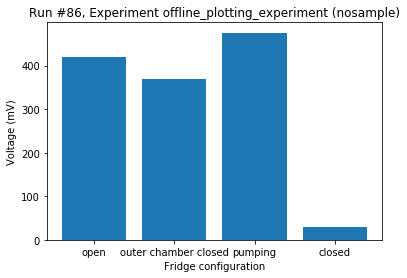 Run #86, Experiment offline_plotting_experiment (nosample)
400
300
200
100
0
Voltage (mV)
open outer chamber closed pumping closed
Fridge configuration